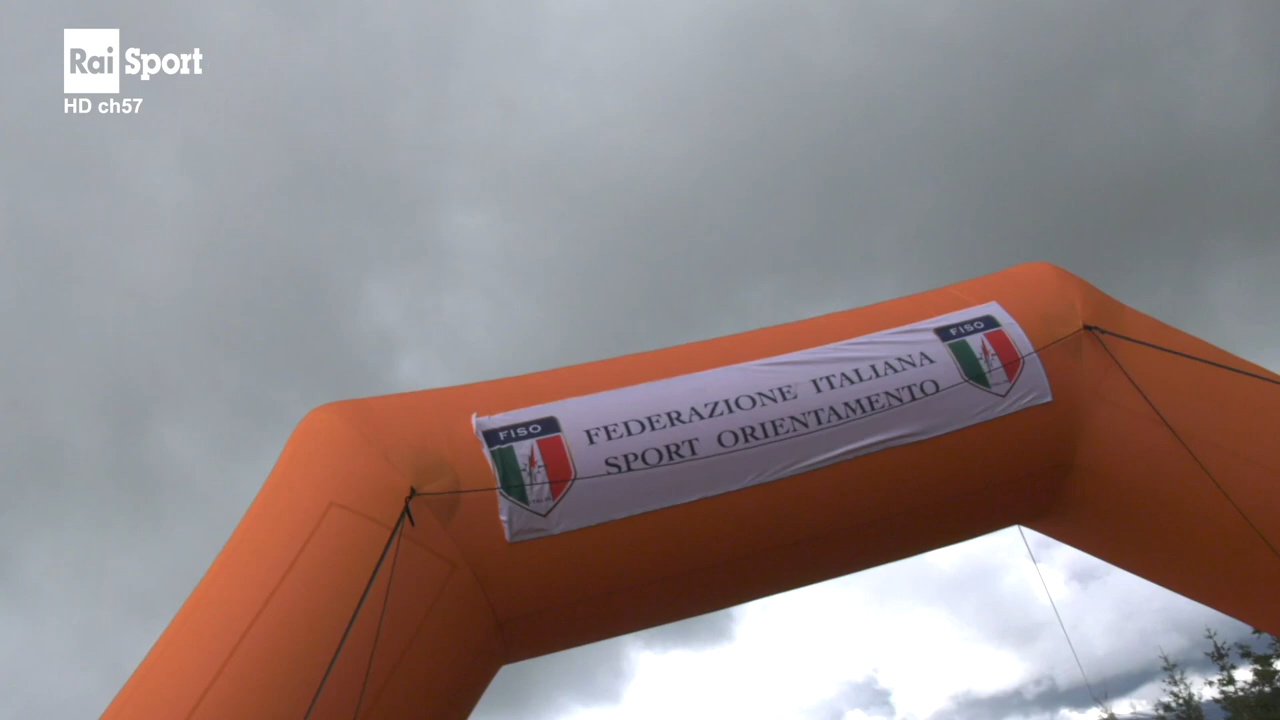 Rai Sport
HD ch57
FISO
FEDERAZIONE ITALIANA
SPORT ORIENTAMENTO
FISO